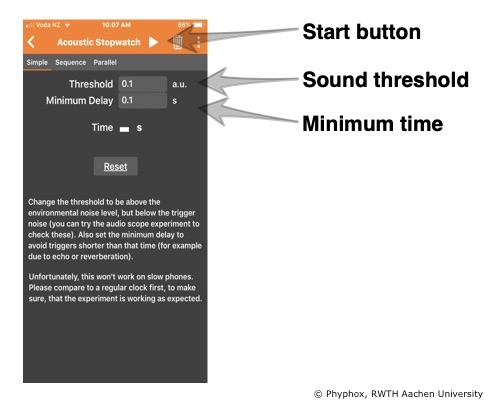 Voda NZ 10:07 AM 86%
Acoustic Stopwatch
Start button
Simple Sequence Parallel
Threshold 0.1 a.u.
Sound threshold
Minimum Delay 0.1 s
Minimum time
Time s
Reset
Change the threshold to be above the
environmental noise level, but below the trigger
noise (you can try the audio scope experiment to
check these). Also set the minimum delay to
avoid triggers shorter than that time (for example
due to echo or reverberation).
Unfortunately, this won't work on slow phones.
Please compare to a regular clock first, to make
sure, that the experiment is working as expected.
© Phyphox, RWTH Aachen University